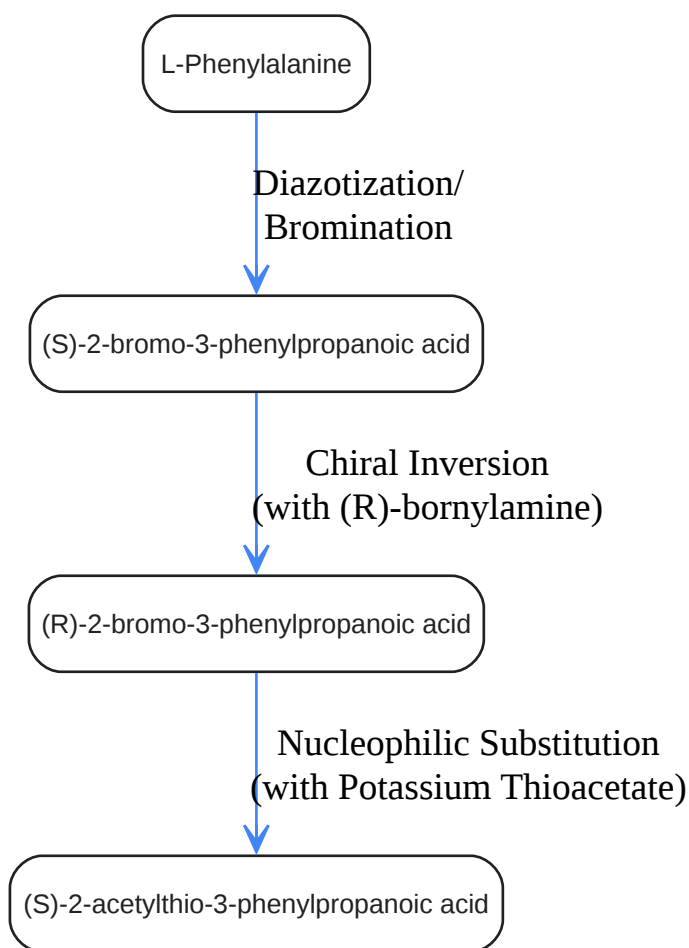 L-Phenylalanine
Diazotization/
Bromination
(S)-2-bromo-3-phenylpropanoic acid
Chiral Inversion
(with (R)-bornylamine)
(R)-2-bromo-3-phenylpropanoic acid
Nucleophilic Substitution
(with Potassium Thioacetate)
(S)-2-acetylthio-3-phenylpropanoic acid